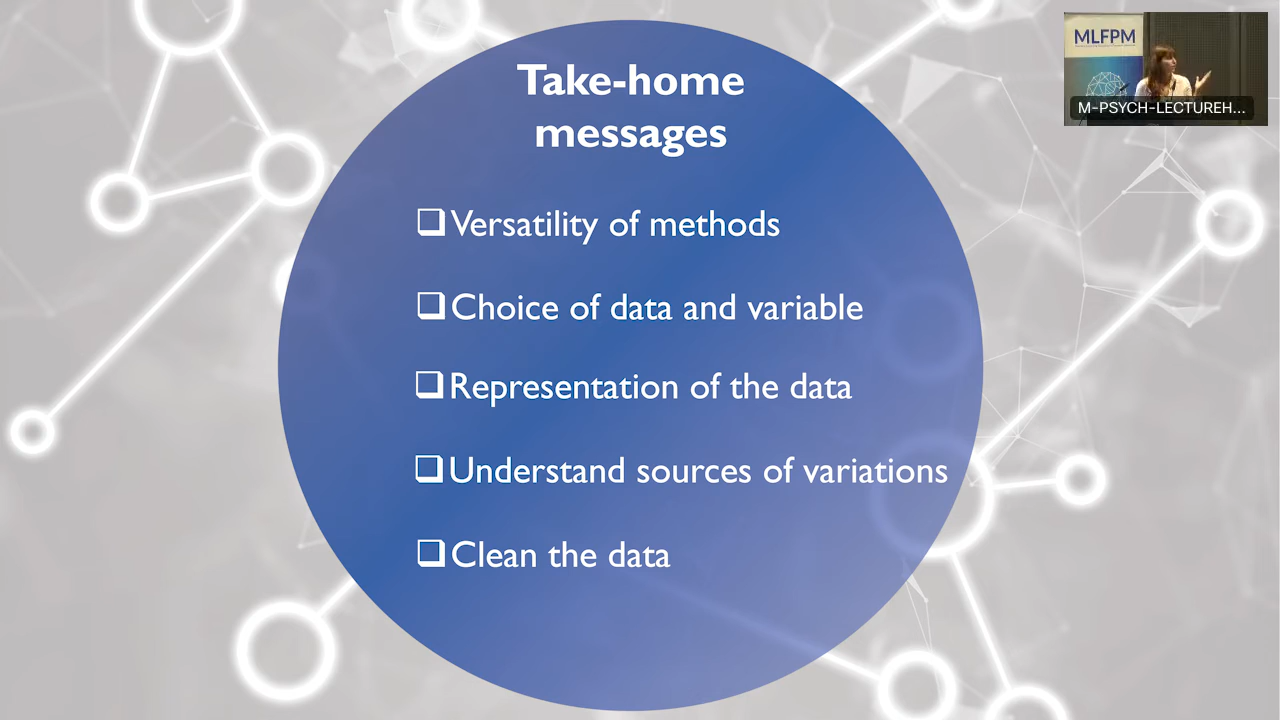 Take-home
messages
Versatility of methods
Choice of data and variable
Representation of the data
Understand sources of variations
Clean the data
MLFPM
M-PSYCH-LECTUREH...